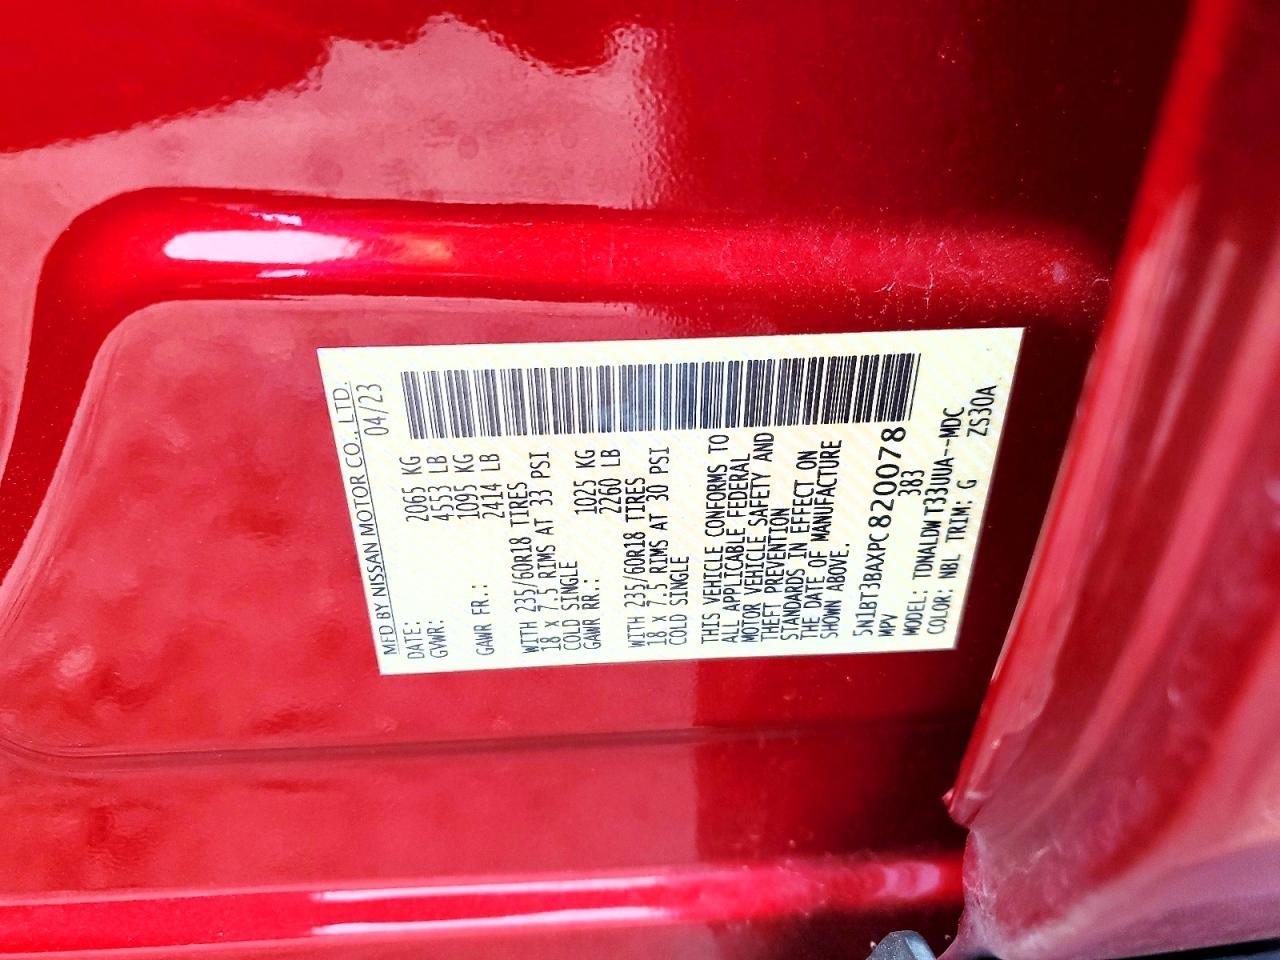 MFD BY NISSAN MOTOR CO., LTD.
DATE: 04/23
GVWR: 2065 KG
4553 LB
GAWR FR.: 1095 KG
2414 LB
WITH 235/60R18 TIRES
18 X 7.5 RIMS AT 33 PSI
COLD SINGLE
GAWR RR.: 1025 KG
2260 LB
WITH 235/60R18 TIRES
18 X 7.5 RIMS AT 30 PSI
COLD SINGLE
THIS VEHICLE CONFORMS TO
ALL APPLICABLE FEDERAL
MOTOR VEHICLE SAFETY AND
THEFT PREVENTION
STANDARDS IN EFFECT ON
THE DATE OF MANUFACTURE
SHOWN ABOVE.
5N1BT3BAXPC820078
MPV 383
MODEL: TDNALDWT33UUA--MDC
COLOR: NBL TRIM: G ZS30A